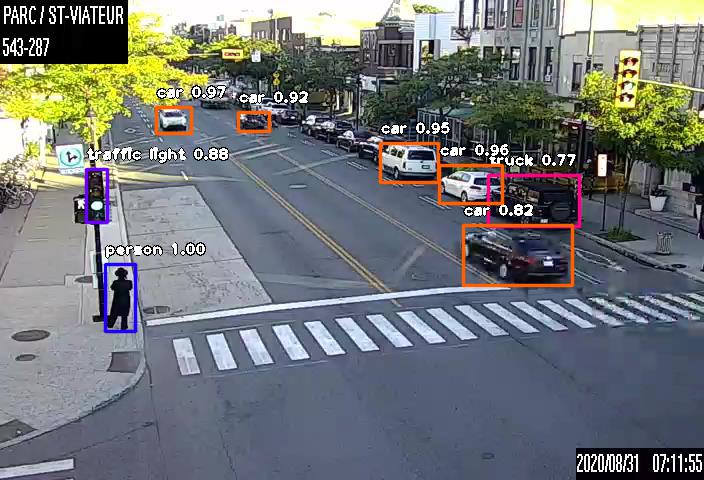 PARC / ST-VIATEUR
543-287
car 0.97
car 0.92
car 0.95
car 0.96
traffic light 0.88
truck 0.77
car 0.82
person 1.00
2020/08/31 07:11:55